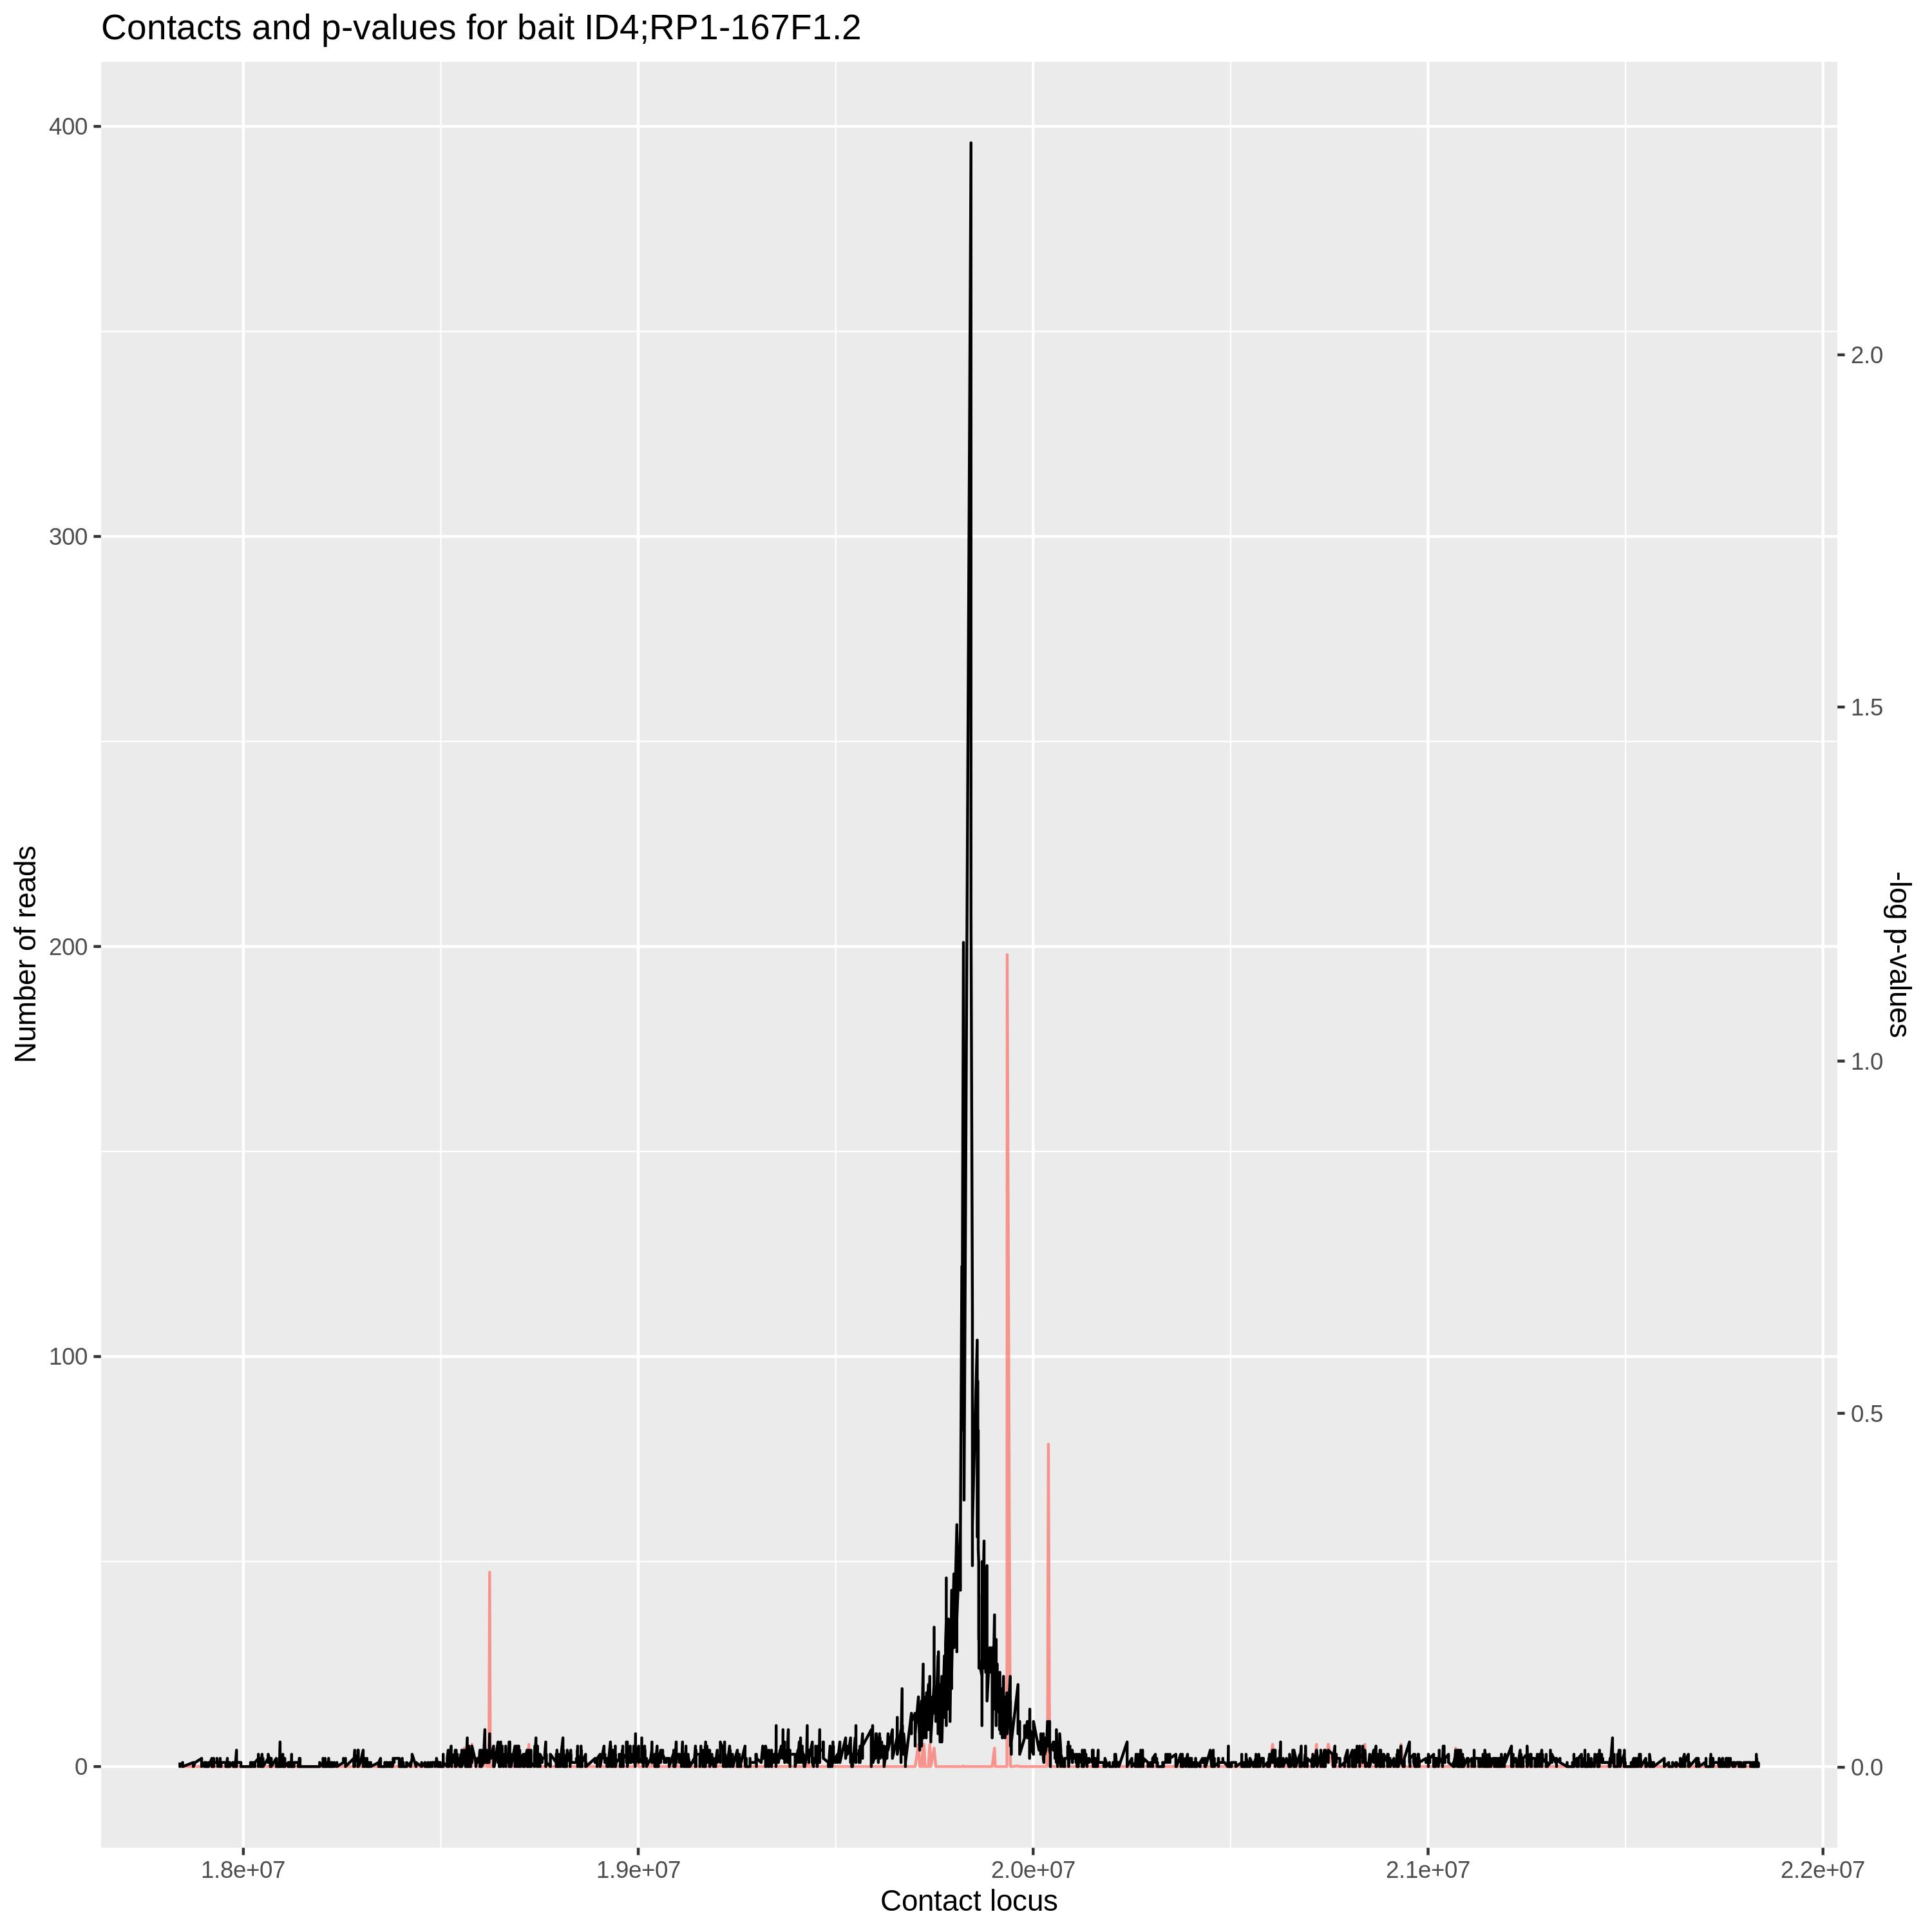 Contacts and p-values for bait ID4;RP1-167F1.2
400
300
200
100
0
Number of reads
2.0
1.5
1.0
0.5
0.0
-log p-values
1.8e+07
1.9e+07
2.0e+07
2.1e+07
2.2e+07
Contact locus